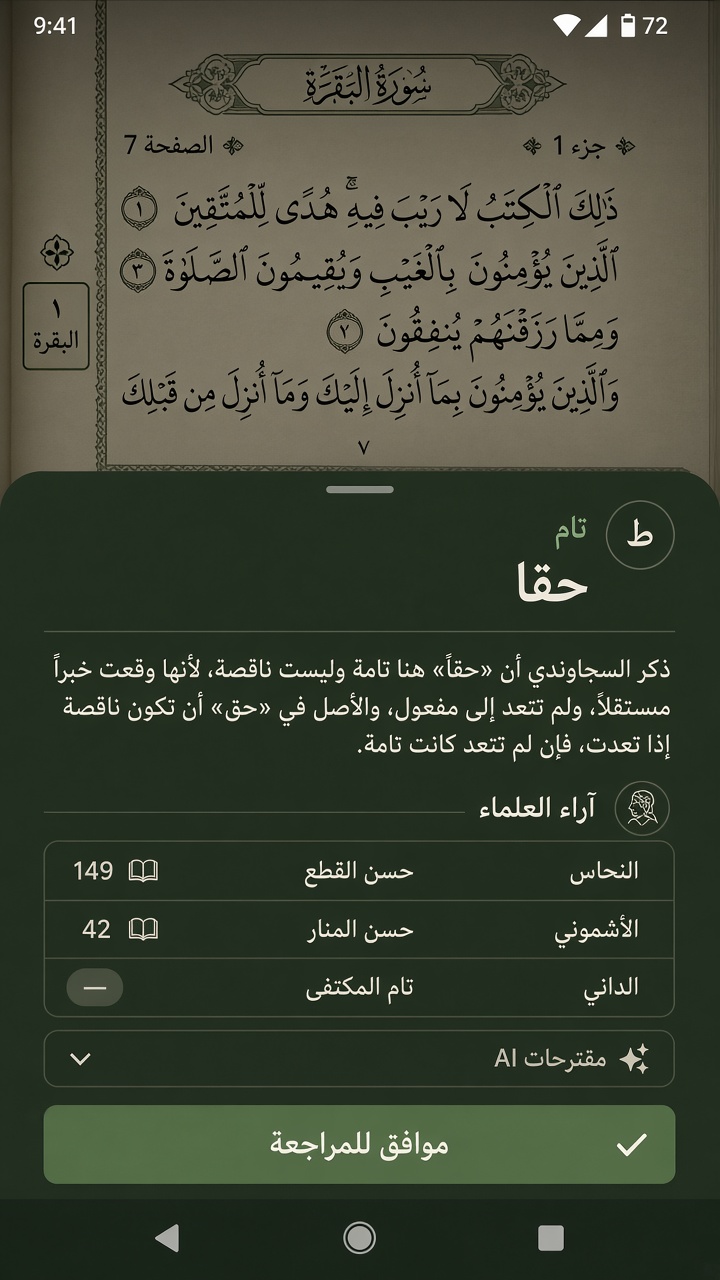 9:41
72
سُورَةُ البَقَرَة
جزء 1
الصفحة 7
ذَٰلِكَ ٱلْكِتَٰبُ لَا رَيْبَ فِيهِ ۚ هُدًى لِّلْمُتَّقِينَ ١
ٱلَّذِينَ يُؤْمِنُونَ بِٱلْغَيْبِ وَيُقِيمُونَ ٱلصَّلَوٰةَ ٣
وَمِمَّا رَزَقْنَٰهُمْ يُنفِقُونَ ٧
وَٱلَّذِينَ يُؤْمِنُونَ بِمَآ أُنزِلَ إِلَيْكَ وَمَآ أُنزِلَ مِن قَبْلِكَ
٧
١
البقرة
ط
تام
حقا
ذكر السجاوندي أن «حقاً» هنا تامة وليست ناقصة، لأنها وقعت خبراً
مستقلاً، ولم تتعد إلى مفعول، والأصل في «حق» أن تكون ناقصة
إذا تعدت، فإن لم تتعد كانت تامة.
آراء العلماء
النحاس حسن القطع 149
الأشموني حسن المنار 42
الداني تام المكتفى —
مقترحات AI
موافق للمراجعة